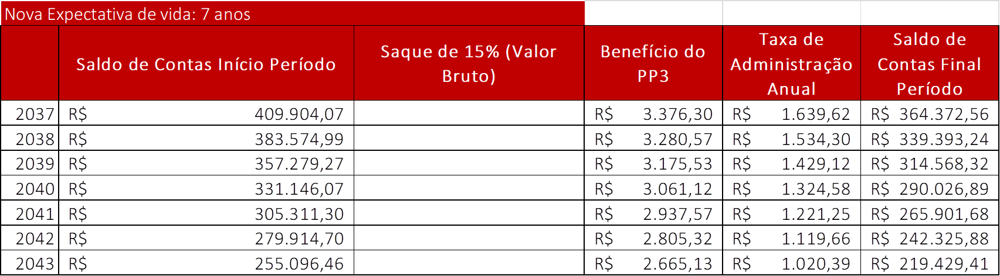 Nova Expectativa de vida: 7 anos
Saldo de Contas Início Período
Saque de 15% (Valor
Bruto)
Benefício do
PP3
Taxa de
Administração
Anual
Saldo de
Contas Final
Período
2037 R$ 409.904,07 R$ 3.376,30 R$ 1.639,62 R$ 364.372,56
2038 R$ 383.574,99 R$ 3.280,57 R$ 1.534,30 R$ 339.393,24
2039 R$ 357.279,27 R$ 3.175,53 R$ 1.429,12 R$ 314.568,32
2040 R$ 331.146,07 R$ 3.061,12 R$ 1.324,58 R$ 290.026,89
2041 R$ 305.311,30 R$ 2.937,57 R$ 1.221,25 R$ 265.901,68
2042 R$ 279.914,70 R$ 2.805,32 R$ 1.119,66 R$ 242.325,88
2043 R$ 255.096,46 R$ 2.665,13 R$ 1.020,39 R$ 219.429,41